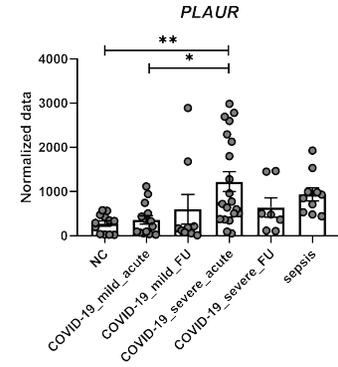 PLAUR
**
*
Normalized data
4000
3000
2000
1000
0
NC
COVID-19_mild_acute
COVID-19_mild_FU
COVID-19_severe_acute
COVID-19_severe_FU
sepsis